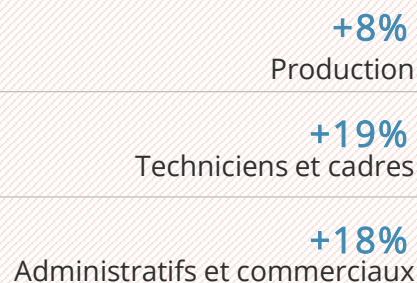 +8%
Production
+19%
Techniciens et cadres
+18%
Administratifs et commerciaux